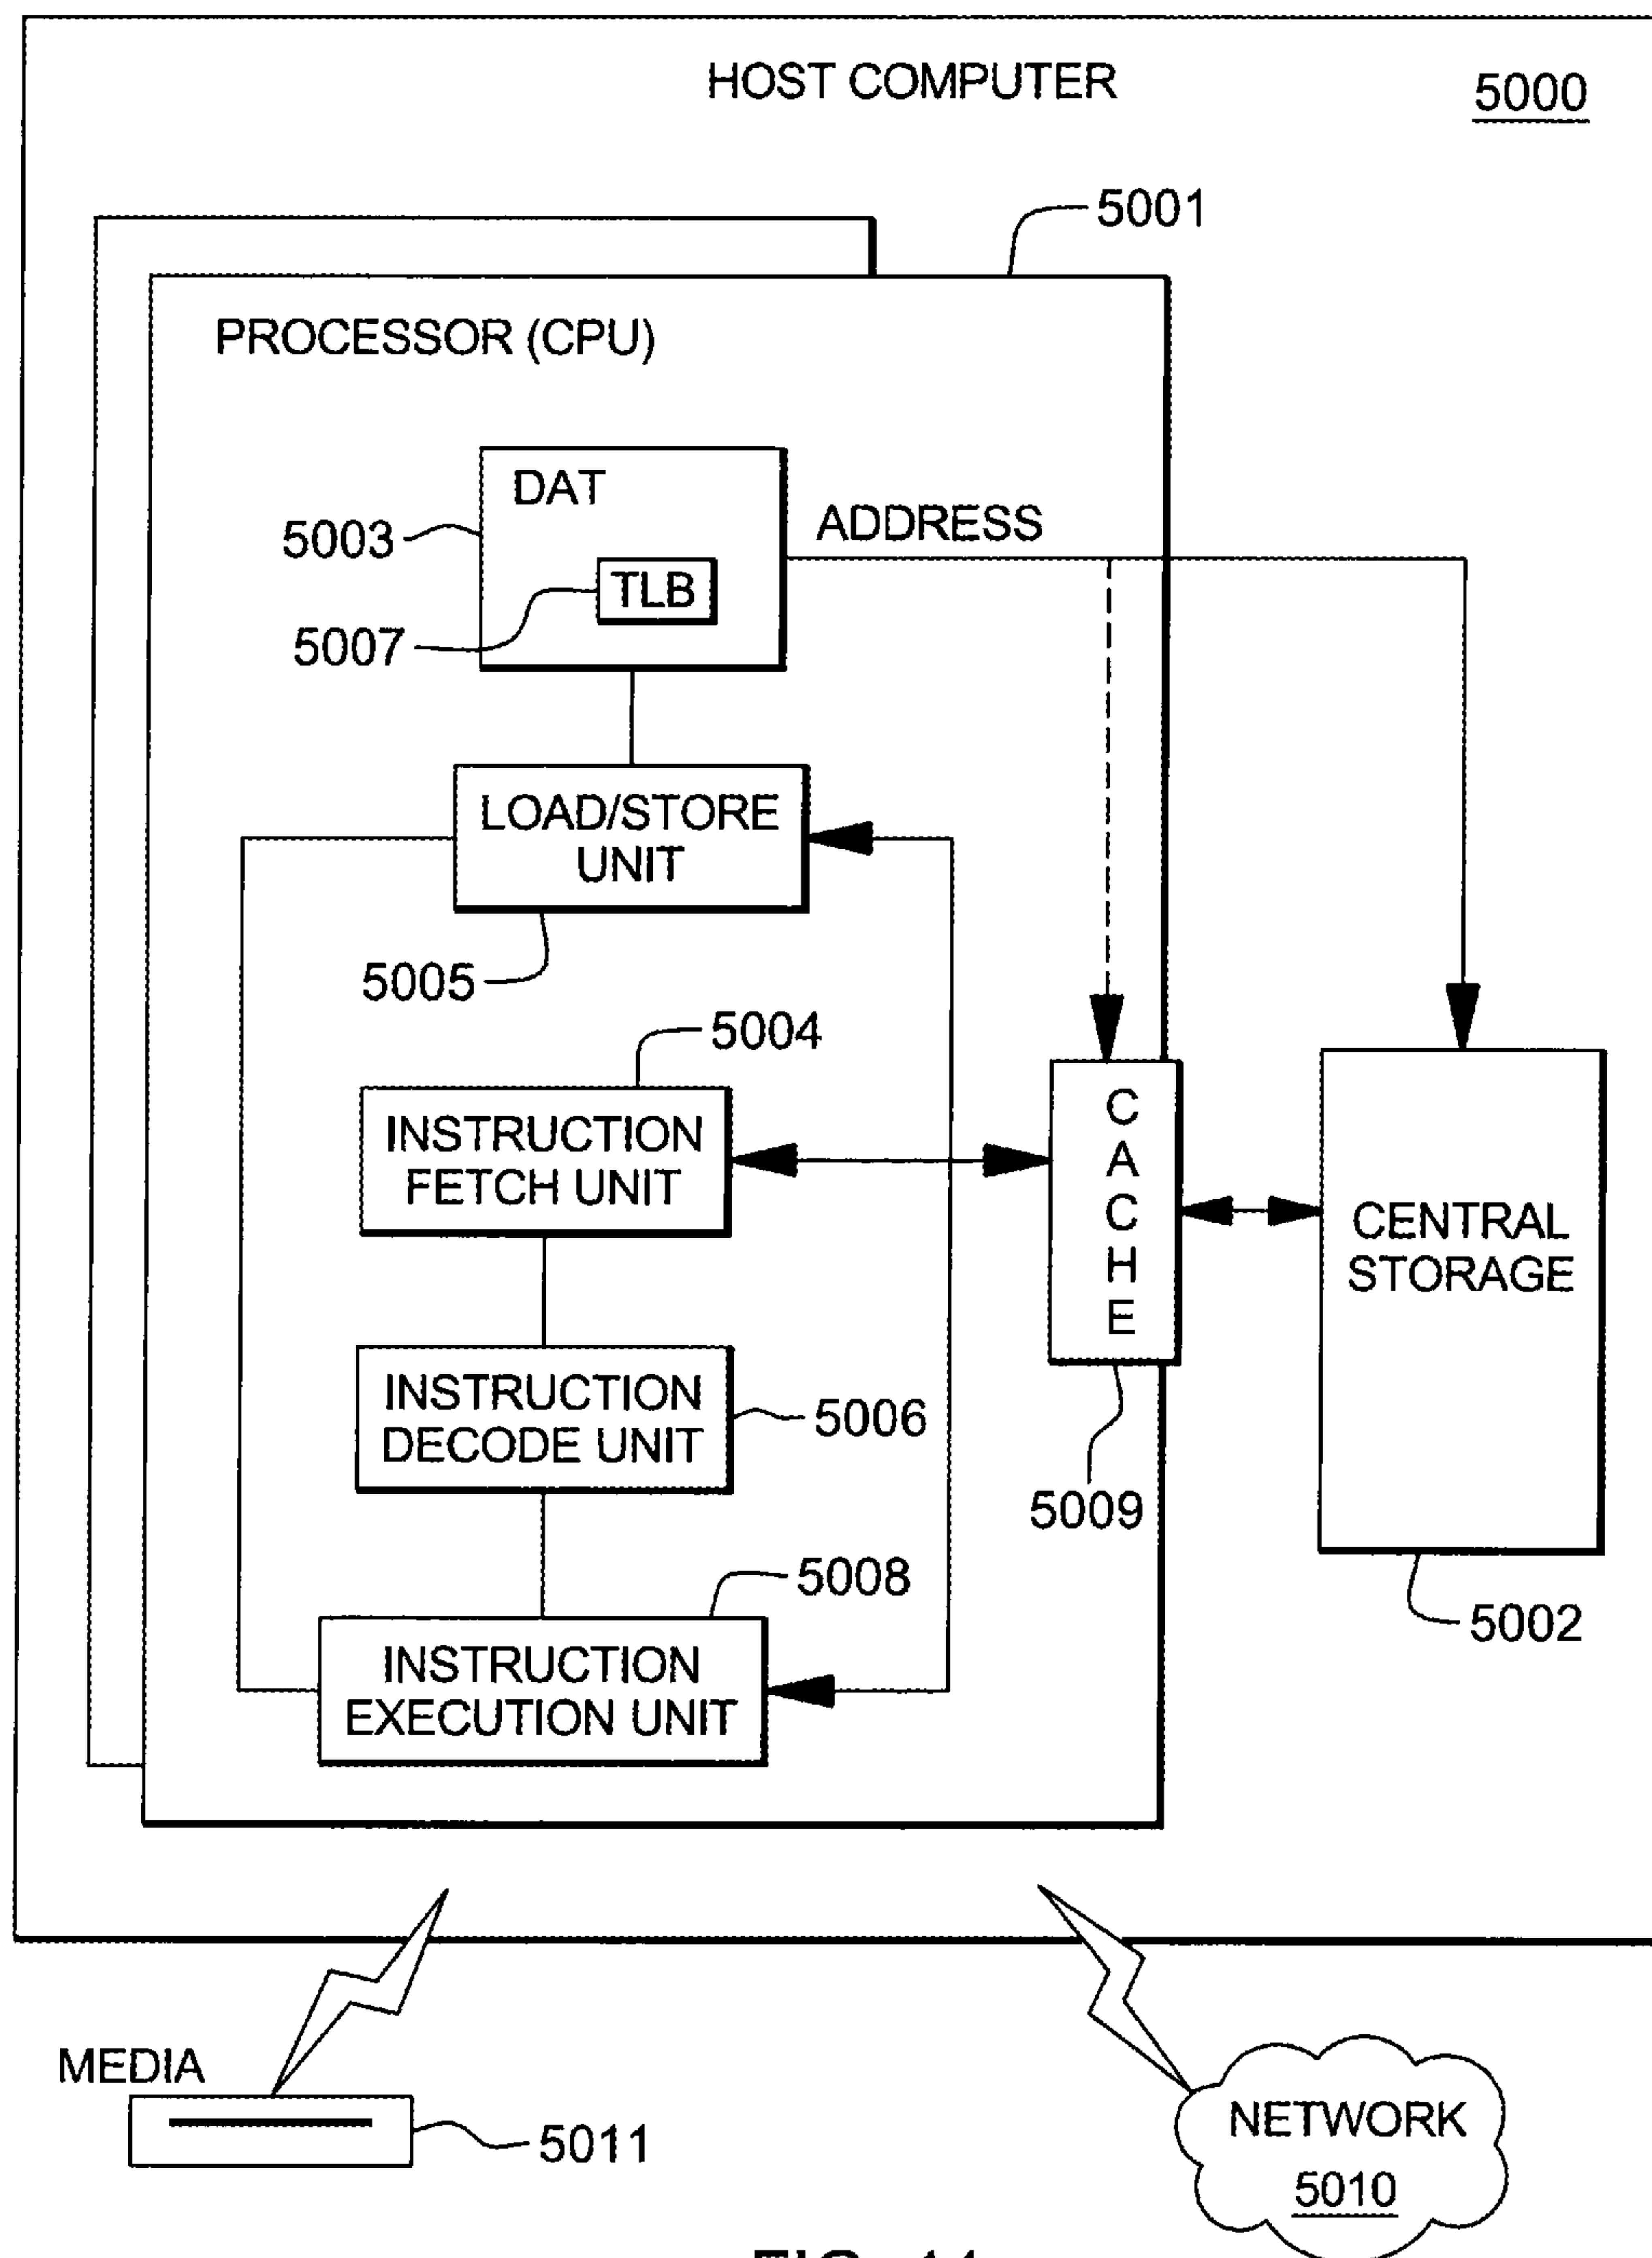 HOST COMPUTER
5000
5001
PROCESSOR (CPU)
DAT
5003
ADDRESS
TLB
5007
LOAD/STORE
UNIT
5005
5004
INSTRUCTION
FETCH UNIT
C
A
C
H
E
CENTRAL
STORAGE
INSTRUCTION
DECODE UNIT
5006
5009
5008
5002
INSTRUCTION
EXECUTION UNIT
MEDIA
5011
NETWORK
5010